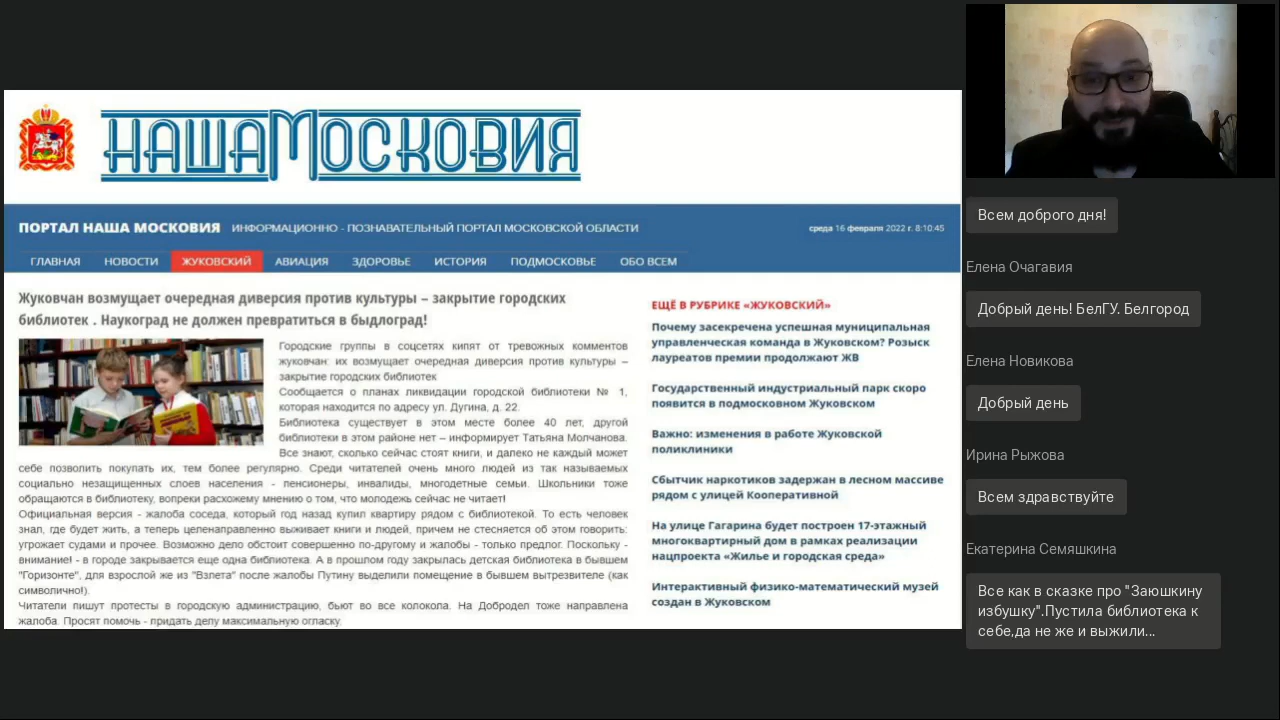 НАШАМОСКОВИЯ
ПОРТАЛ НАША МОСКОВИЯ ИНФОРМАЦИОННО - ПОЗНАВАТЕЛЬНЫЙ ПОРТАЛ МОСКОВСКОЙ ОБЛАСТИ
среда 16 февраля 2022 г. 8:10:45
ГЛАВНАЯ НОВОСТИ ЖУКОВСКИЙ АВИАЦИЯ ЗДОРОВЬЕ ИСТОРИЯ ПОДМОСКОВЬЕ ОБО ВСЕМ
Жуковчан возмущает очередная диверсия против культуры – закрытие городских
библиотек . Наукоград не должен превратиться в быдлоград!
Городские группы в соцсетях кипят от тревожных комментов
жуковчан: их возмущает очередная диверсия против культуры –
закрытие городских библиотек
Сообщается о планах ликвидации городской библиотеки № 1,
которая находится по адресу ул. Дугина, д. 22.
Библиотека существует в этом месте более 40 лет, другой
библиотеки в этом районе нет – информирует Татьяна Молчанова.
Все знают, сколько сейчас стоят книги, и далеко не каждый может
себе позволить покупать их, тем более регулярно. Среди читателей очень много людей из так называемых
социально незащищенных слоев населения - пенсионеры, инвалиды, многодетные семьи. Школьники тоже
обращаются в библиотеку, вопреки расхожему мнению о том, что молодежь сейчас не читает!
Официальная версия - жалоба соседа, который год назад купил квартиру рядом с библиотекой. То есть человек
знал, где будет жить, а теперь целенаправленно выживает книги и людей, причем не стесняется об этом говорить:
угрожает судами и прочее. Возможно дело обстоит совершенно по-другому и жалобы - только предлог. Поскольку -
внимание! - в городе закрывается еще одна библиотека. А в прошлом году закрылась детская библиотека в бывшем
"Горизонте", для взрослой же из "Взлета" после жалобы Путину выделили помещение в бывшем вытрезвителе (как
символично!).
Читатели пишут протесты в городскую администрацию, бьют во все колокола. На Добродел тоже направлена
жалоба. Просят помочь - придать делу максимальную огласку.
ЕЩЁ В РУБРИКЕ «ЖУКОВСКИЙ»
Почему засекречена успешная муниципальная
управленческая команда в Жуковском? Розыск
лауреатов премии продолжают ЖВ
Государственный индустриальный парк скоро
появится в подмосковном Жуковском
Важно: изменения в работе Жуковской
поликлиники
Сбытчик наркотиков задержан в лесном массиве
рядом с улицей Кооперативной
На улице Гагарина будет построен 17-этажный
многоквартирный дом в рамках реализации
нацпроекта «Жилье и городская среда»
Интерактивный физико-математический музей
создан в Жуковском
Всем доброго дня!
Елена Очагавия
Добрый день! БелГУ. Белгород
Елена Новикова
Добрый день
Ирина Рыжова
Всем здравствуйте
Екатерина Семяшкина
Все как в сказке про "Заюшкину
избушку".Пустила библиотека к
себе,да не же и выжили...